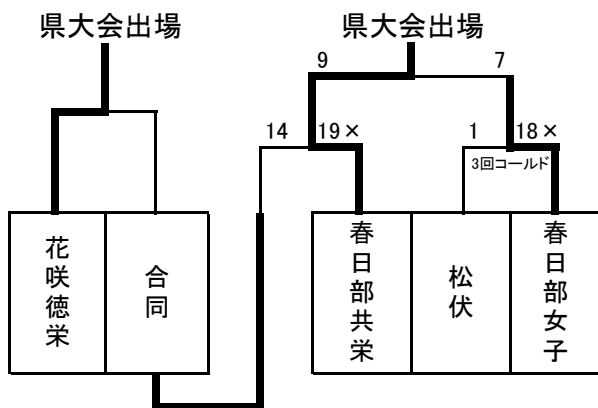 県大会出場
県大会出場
9
7
14
19×
1
18×
3回コールド
花咲徳栄
合同
春日部共栄
松伏
春日部女子